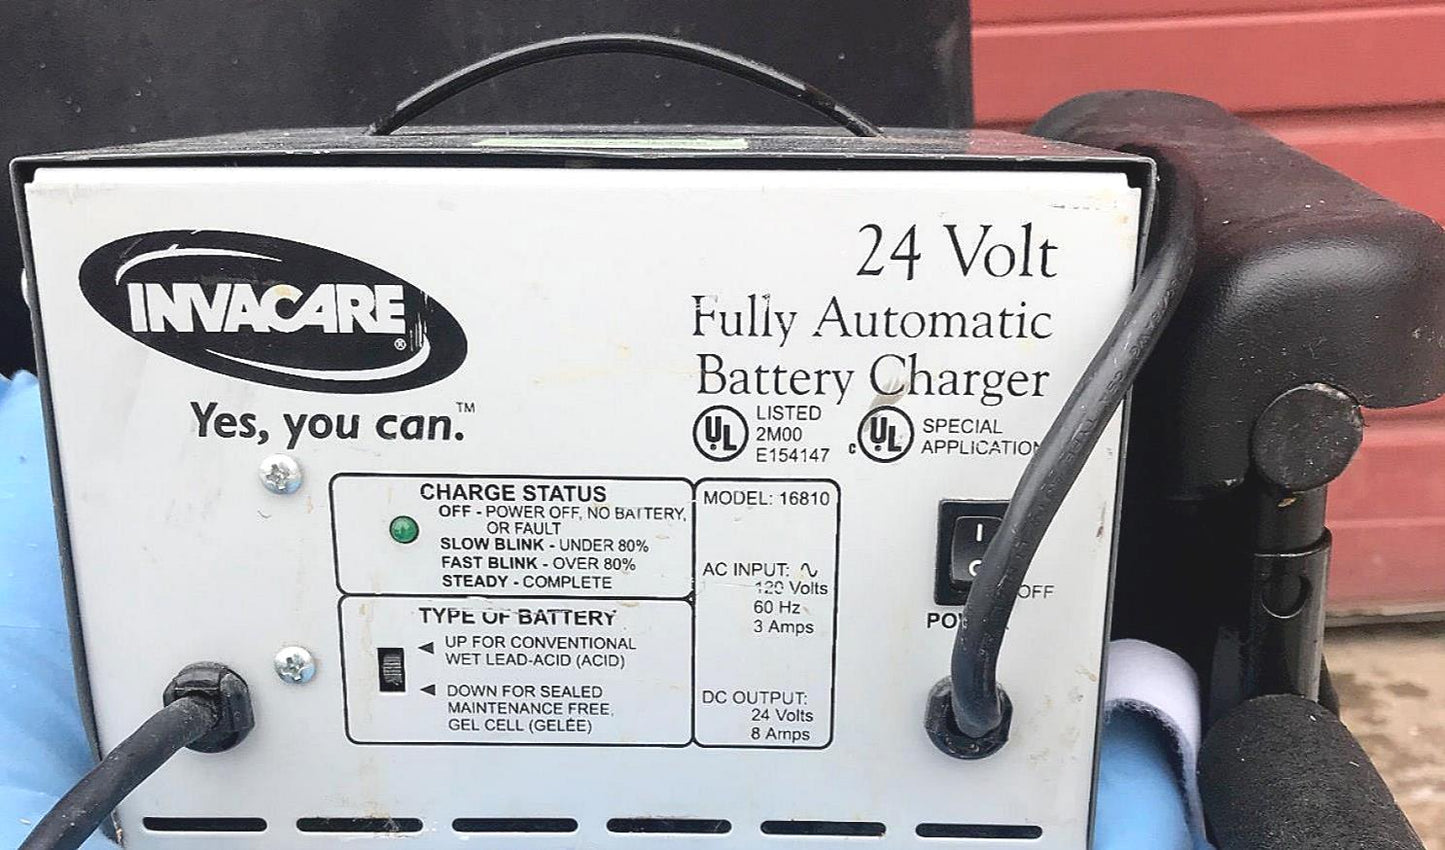 INVACARE®
Yes, you can.™
24 Volt
Fully Automatic
Battery Charger
UL LISTED
2M00
E154147
c UL SPECIAL
APPLICATION
CHARGE STATUS
OFF - POWER OFF, NO BATTERY,
OR FAULT
SLOW BLINK - UNDER 80%
FAST BLINK - OVER 80%
STEADY - COMPLETE
TYPE OF BATTERY
◀ UP FOR CONVENTIONAL
WET LEAD-ACID (ACID)
◀ DOWN FOR SEALED
MAINTENANCE FREE,
GEL CELL (GELÉE)
MODEL: 16810
AC INPUT: ∿
120 Volts
60 Hz
3 Amps
DC OUTPUT:
24 Volts
8 Amps
I
OFF